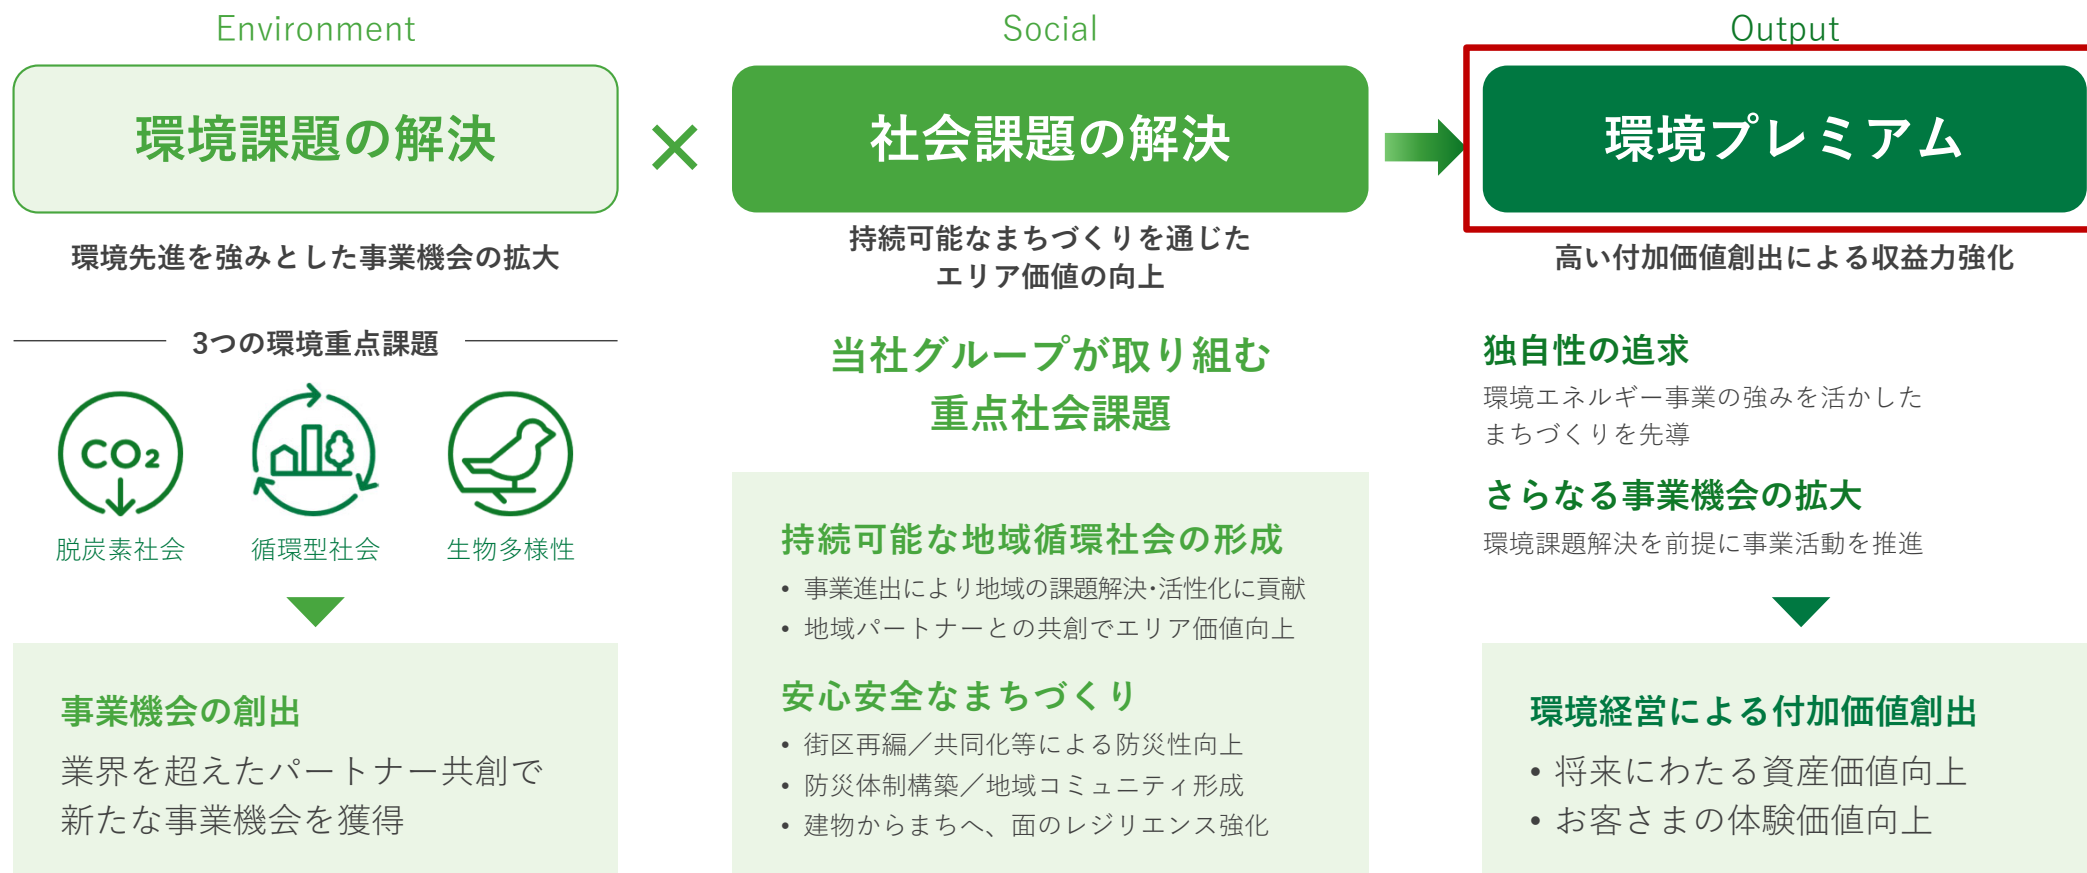 Environment
環境課題の解決
環境先進を強みとした事業機会の拡大
3つの環境重点課題
CO₂
脱炭素社会
循環型社会
生物多様性
事業機会の創出
業界を超えたパートナー共創で
新たな事業機会を獲得
×
Social
社会課題の解決
持続可能なまちづくりを通じた
エリア価値の向上
当社グループが取り組む
重点社会課題
持続可能な地域循環社会の形成
• 事業進出により地域の課題解決・活性化に貢献
• 地域パートナーとの共創でエリア価値向上
安心安全なまちづくり
• 街区再編／共同化等による防災性向上
• 防災体制構築／地域コミュニティ形成
• 建物からまちへ、面のレジリエンス強化
Output
環境プレミアム
高い付加価値創出による収益力強化
独自性の追求
環境エネルギー事業の強みを活かした
まちづくりを先導
さらなる事業機会の拡大
環境課題解決を前提に事業活動を推進
環境経営による付加価値創出
• 将来にわたる資産価値向上
• お客さまの体験価値向上